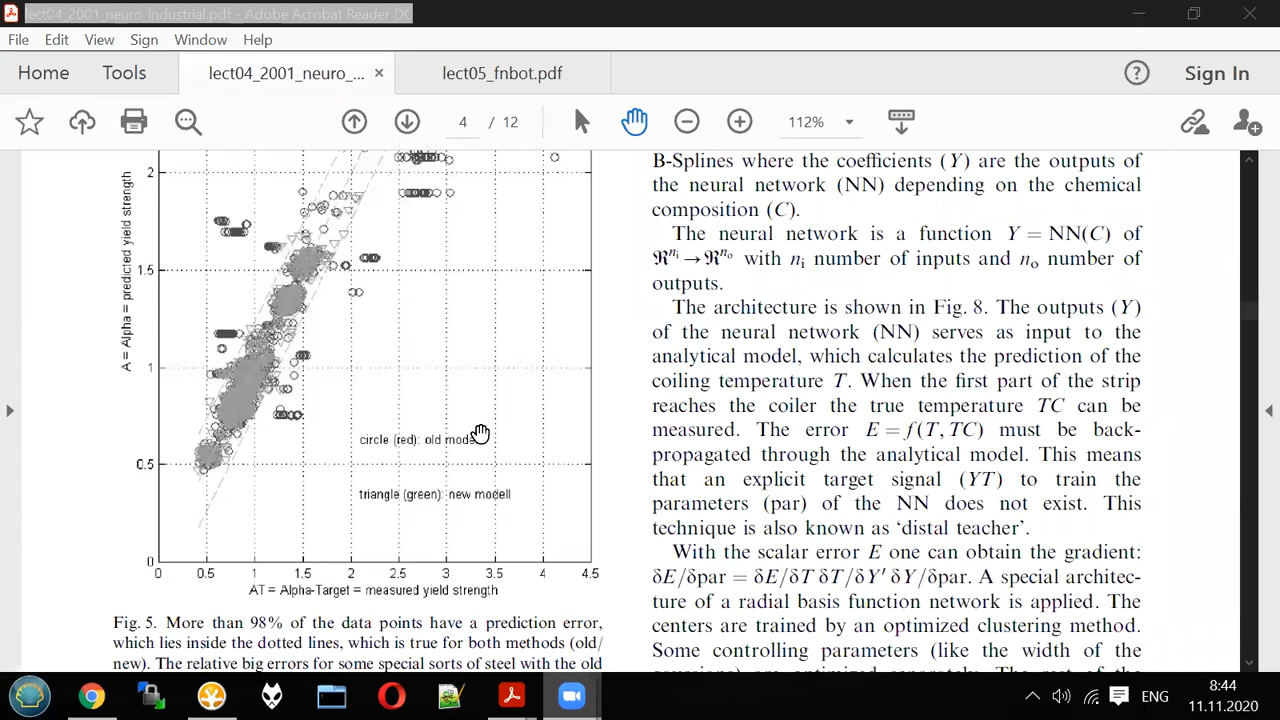 lect04_2001_neuro_industrial.pdf - Adobe Acrobat Reader DC
File Edit View Sign Window Help
Home Tools lect04_2001_neuro_... × lect05_fnbot.pdf Sign In
4 / 12 112%
2
1.5
1
0.5
0
A = Alpha = predicted yield strength
circle (red): old mode
triangle (green): new modell
0 0.5 1 1.5 2 2.5 3 3.5 4 4.5
AT = Alpha-Target = measured yield strength
Fig. 5. More than 98% of the data points have a prediction error,
which lies inside the dotted lines, which is true for both methods (old/
new). The relative big errors for some special sorts of steel with the old
B-Splines where the coefficients (Y) are the outputs of
the neural network (NN) depending on the chemical
composition (C).
The neural network is a function Y = NN(C) of
ℜⁿⁱ→ℜⁿᵒ with nᵢ number of inputs and nₒ number of
outputs.
The architecture is shown in Fig. 8. The outputs (Y)
of the neural network (NN) serves as input to the
analytical model, which calculates the prediction of the
coiling temperature T. When the first part of the strip
reaches the coiler the true temperature TC can be
measured. The error E = f(T, TC) must be back-
propagated through the analytical model. This means
that an explicit target signal (YT) to train the
parameters (par) of the NN does not exist. This
technique is also known as ‘distal teacher’.
With the scalar error E one can obtain the gradient:
δE/δpar = δE/δT δT/δY′ δY/δpar. A special architec-
ture of a radial basis function network is applied. The
centers are trained by an optimized clustering method.
Some controlling parameters (like the width of the
ENG
8:44
11.11.2020